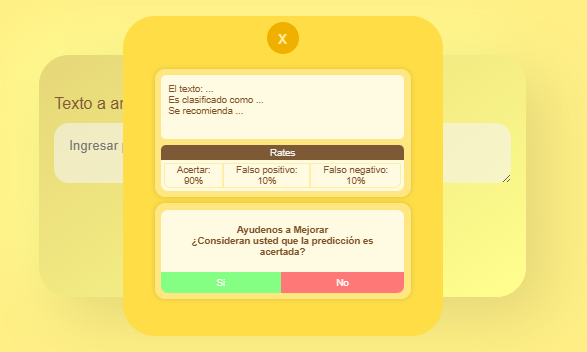 X
Texto a ar
Ingresar
El texto: ...
Es clasificado como ...
Se recomienda ...
Rates
Acertar:
90%
Falso positivo:
10%
Falso negativo:
10%
Ayudenos a Mejorar
¿Consideran usted que la predicción es
acertada?
Si
No